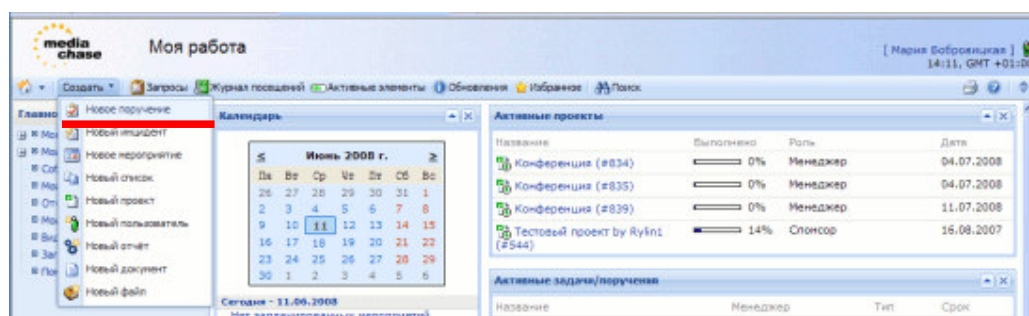 media
chase
Моя работа
[ Мария Бобровицкая ]
14:11, GMT +01:00
Создать Запросы Журнал посещений Активные элементы Обновления Избранное Поиск
Новое поручение
Новый инцидент
Новое мероприятие
Новый список
Новый проект
Новый пользователь
Новый отчёт
Новый документ
Новый файл
Календарь
Июнь 2008 г.
Пн Вт Ср Чт Пт Сб Вс
26 27 28 29 30 31 1
2 3 4 5 6 7 8
9 10 11 12 13 14 15
16 17 18 19 20 21 22
23 24 25 26 27 28 29
30 1 2 3 4 5 6
Сегодня - 11.06.2008
Нет запланированных мероприятий
Активные проекты
Название Выполнено Роль Дата
Конференция (#834) 0% Менеджер 04.07.2008
Конференция (#835) 0% Менеджер 04.07.2008
Конференция (#839) 0% Менеджер 11.07.2008
Тестовый проект by Rylini 14% Спонсор 16.08.2007
(#544)
Активные задачи/поручения
Название Менеджер Тип Срок